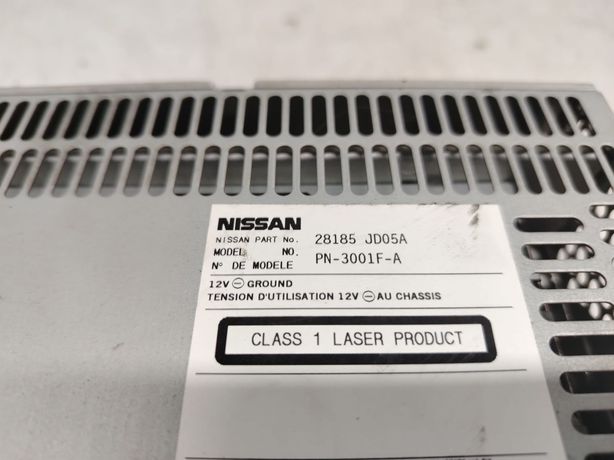 NISSAN
NISSAN PART No. 28185 JD05A
MODEL NO.
N° DE MODELE PN-3001F-A
12V ⊖ GROUND
TENSION D'UTILISATION 12V ⊖ AU CHASSIS
CLASS 1 LASER PRODUCT